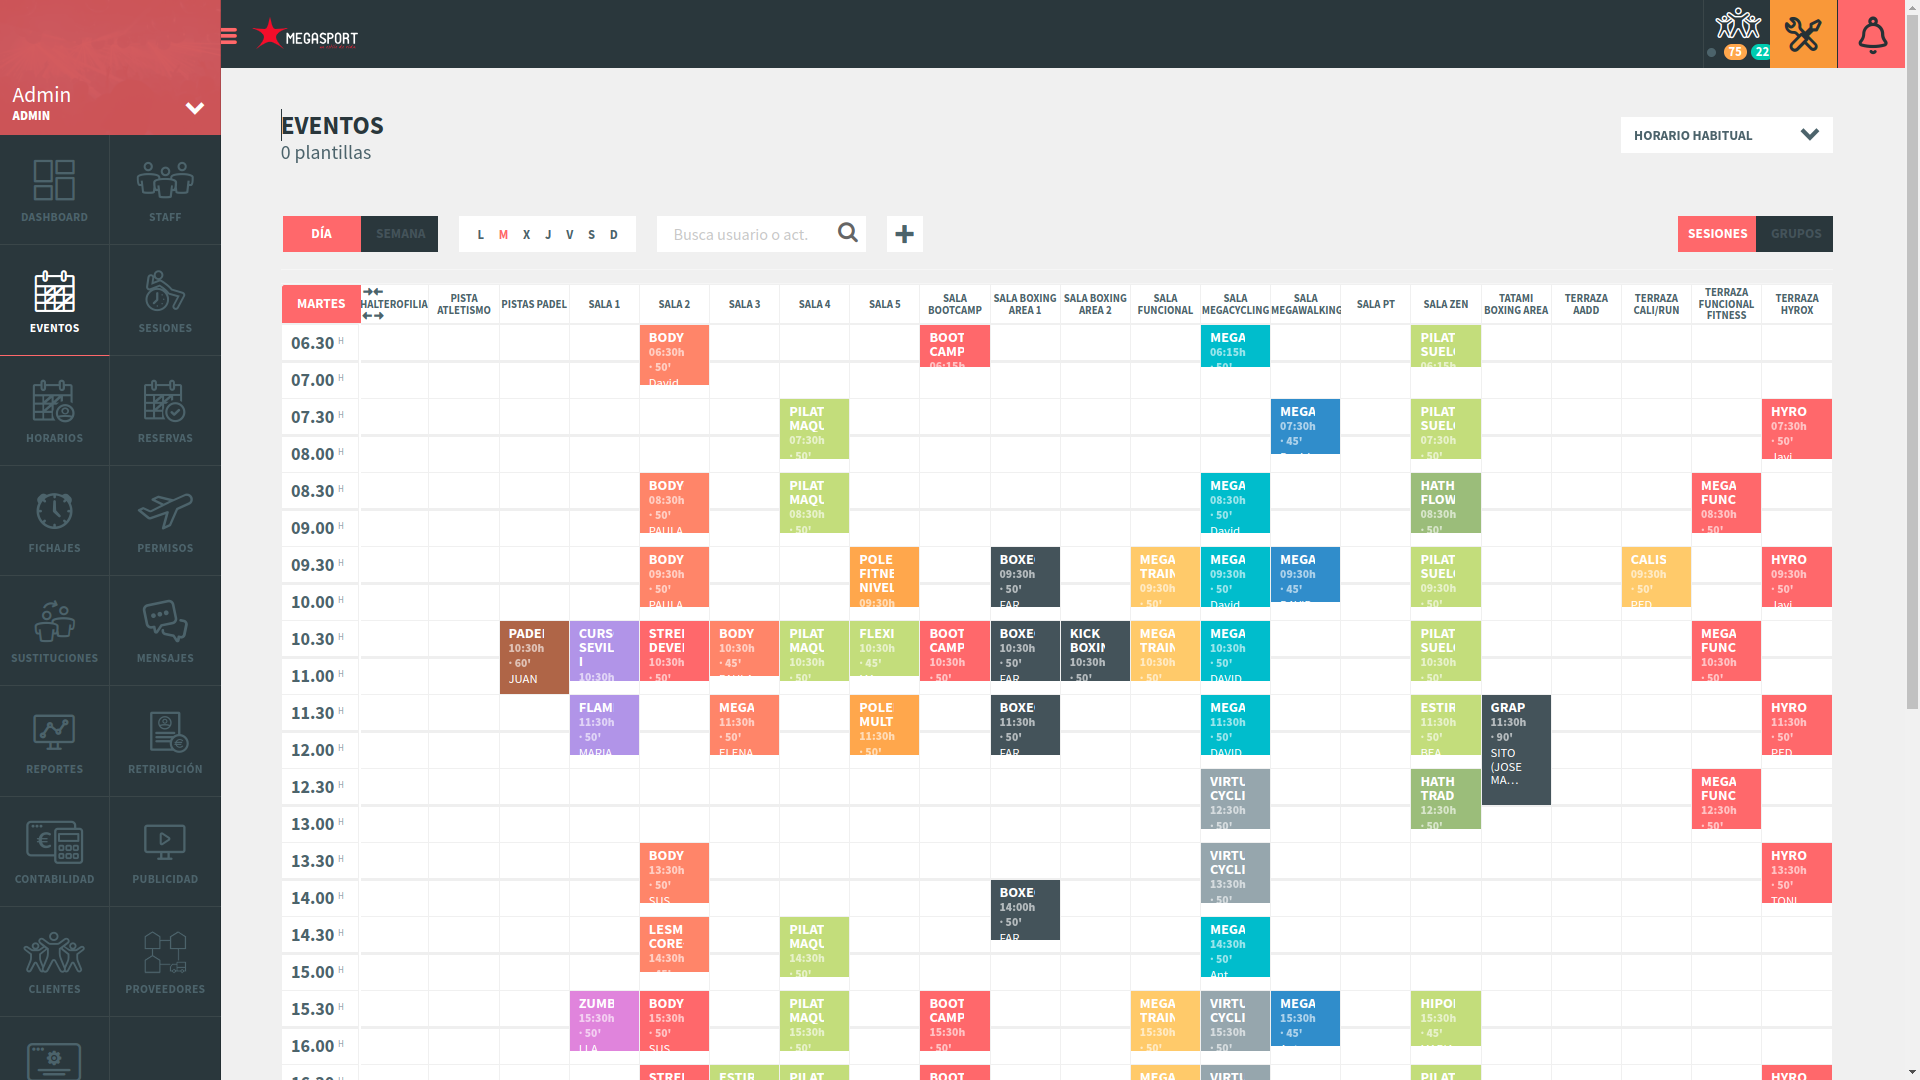 MEGASPORT
75
22
Admin
ADMIN
EVENTOS
0 plantillas
HORARIO HABITUAL
DASHBOARD
STAFF
EVENTOS
SESIONES
HORARIOS
RESERVAS
FICHAJES
PERMISOS
SUSTITUCIONES
MENSAJES
REPORTES
RETRIBUCIÓN
CONTABILIDAD
PUBLICIDAD
CLIENTES
PROVEEDORES
DÍA
SEMANA
L M X J V S D
Busca usuario o act.
SESIONES
GRUPOS
MARTES
HALTEROFILIA
PISTA ATLETISMO
PISTAS PADEL
SALA 1
SALA 2
SALA 3
SALA 4
SALA 5
SALA BOOTCAMP
SALA BOXING AREA 1
SALA BOXING AREA 2
SALA FUNCIONAL
SALA MEGACYCLING
SALA MEGAWALKING
SALA PT
SALA ZEN
TATAMI BOXING AREA
TERRAZA AADD
TERRAZA CALI/RUN
TERRAZA FUNCIONAL FITNESS
TERRAZA HYROX
06.30 H
BODY 06:30h · 50' David
BOOT CAMP 06:15h
MEGA 06:15h · 50'
PILAT SUEL 06:15h
07.00 H
07.30 H
PILAT MAQU 07:30h · 50'
MEGA 07:30h · 45'
PILAT SUEL 07:30h · 50'
HYRO 07:30h · 50' Javi
08.00 H
08.30 H
BODY 08:30h · 50' PAULA
PILAT MAQU 08:30h · 50'
MEGA 08:30h · 50' David
HATH FLOW 08:30h · 50'
MEGA FUNC 08:30h · 50'
09.00 H
09.30 H
BODY 09:30h · 50' PAULA
POLE FITNE NIVEL 09:30h
BOXE 09:30h · 50' FAR
MEGA TRAIN 09:30h · 50'
MEGA 09:30h · 50' David
MEGA 09:30h · 45' DAVID
PILAT SUEL 09:30h · 50'
CALIS 09:30h · 50' PED
HYRO 09:30h · 50' Javi
10.00 H
10.30 H
PADE 10:30h · 60' JUAN
CURS SEVIL I 10:30h
STREI DEVE 10:30h · 50'
BODY 10:30h · 45'
PILAT MAQU 10:30h · 50'
FLEXI 10:30h · 45'
BOOT CAMP 10:30h · 50'
BOXE 10:30h · 50' FAR
KICK BOXIN 10:30h · 50'
MEGA TRAIN 10:30h · 50'
MEGA 10:30h · 50' DAVID
PILAT SUEL 10:30h · 50'
MEGA FUNC 10:30h · 50'
11.00 H
11.30 H
FLAM 11:30h · 50' MARIA
MEGA 11:30h · 50' ELENA
POLE MULT 11:30h · 50'
BOXE 11:30h · 50' FAR
MEGA 11:30h · 50' DAVID
ESTIR 11:30h · 50' BEA
GRAP 11:30h · 90' SITO (JOSE MA...
HYRO 11:30h · 50' PED
12.00 H
12.30 H
VIRTU CYCLI 12:30h · 50'
HATH TRAD 12:30h · 50'
MEGA FUNC 12:30h · 50'
13.00 H
13.30 H
BODY 13:30h · 50' SUS
VIRTU CYCLI 13:30h · 50'
HYRO 13:30h · 50' TONI
14.00 H
BOXE 14:00h · 50' FAR
14.30 H
LESM CORE 14:30h · 45'
PILAT MAQU 14:30h · 50'
MEGA 14:30h · 50' Ant
15.00 H
15.30 H
ZUMB 15:30h · 50' LLA
BODY 15:30h · 50' SUS
PILAT MAQU 15:30h · 50'
BOOT CAMP 15:30h · 50'
MEGA TRAIN 15:30h · 50'
VIRTU CYCLI 15:30h · 50'
MEGA 15:30h · 45'
HIPO 15:30h · 45'
16.00 H
16.30 H
STREI
ESTIR
PILAT
BOOT
MEGA
VIRTU
PILAT
HYRO